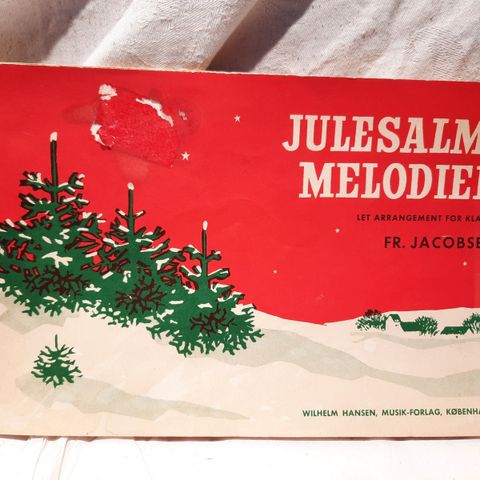 JULESALM
MELODIE
LET ARRANGEMENT FOR KLA
FR. JACOBSE
WILHELM HANSEN, MUSIK-FORLAG, KØBENHA